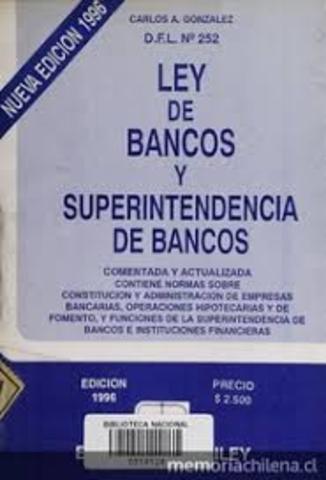 NUEVA EDICION 1996
CARLOS A. GONZALEZ
D.F.L. Nº 252
LEY
DE
BANCOS
Y
SUPERINTENDENCIA
DE BANCOS
COMENTADA Y ACTUALIZADA
CONTIENE NORMAS SOBRE
CONSTITUCION Y ADMINISTRACION DE EMPRESAS
BANCARIAS, OPERACIONES HIPOTECARIAS Y DE
FOMENTO, Y FUNCIONES DE LA SUPERINTENDENCIA DE
BANCOS E INSTITUCIONES FINANCIERAS
EDICION
1996
PRECIO
$ 2.500
BIBLIOTECA NACIONAL
memoriachilena.cl